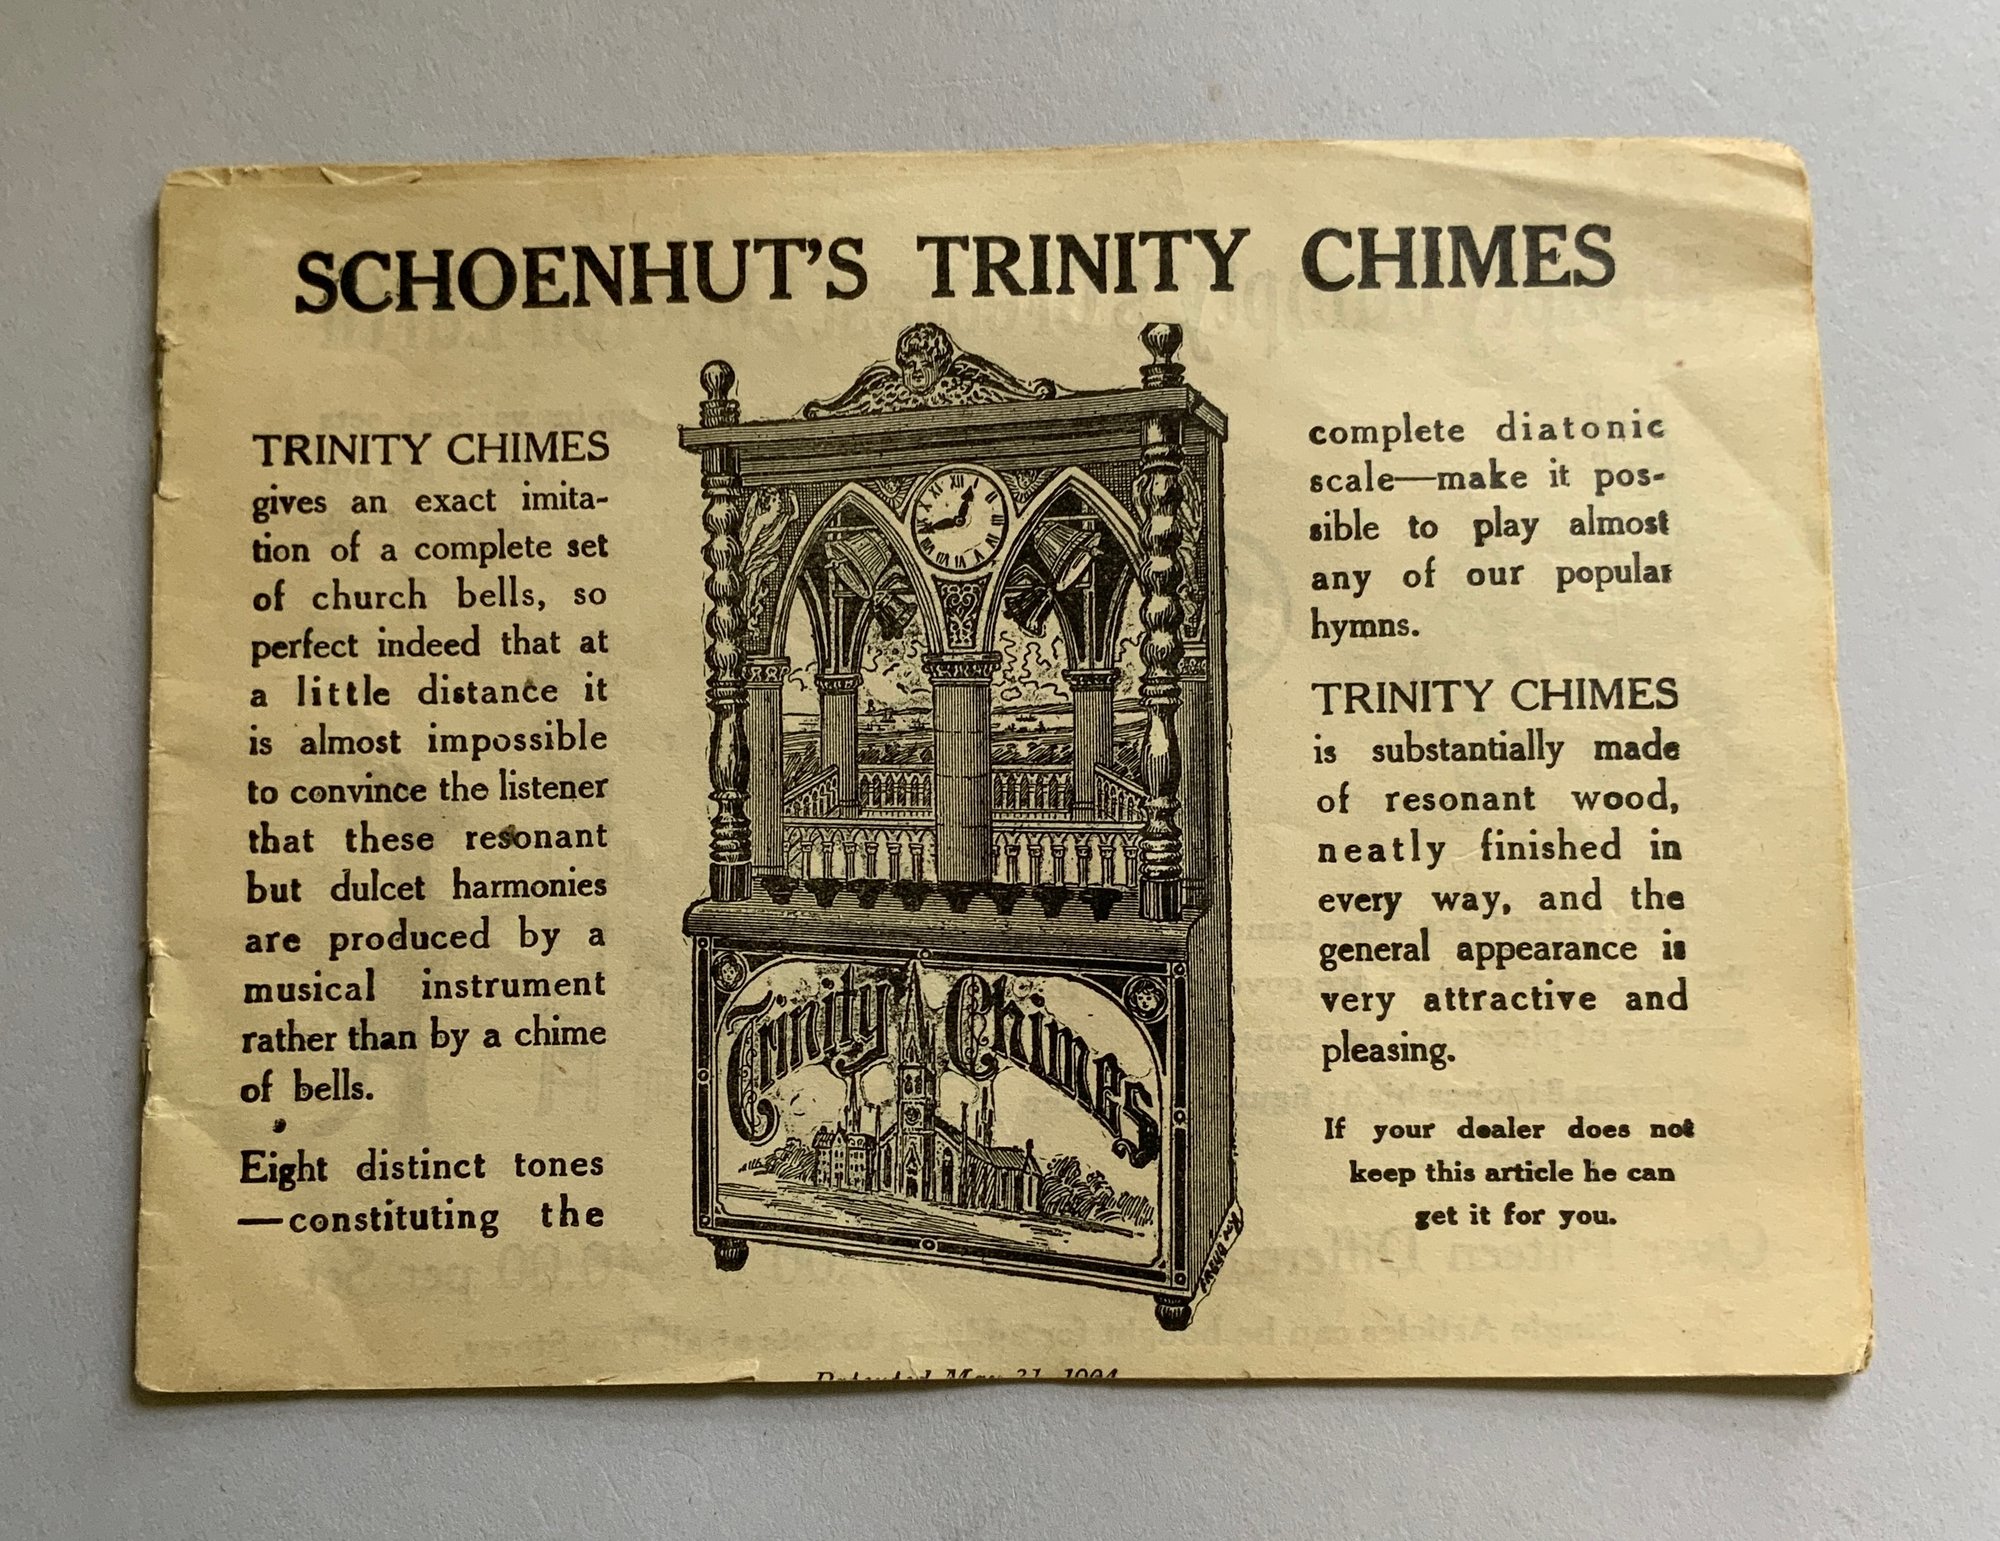 SCHOENHUT'S TRINITY CHIMES
TRINITY CHIMES
gives an exact imita-
tion of a complete set
of church bells, so
perfect indeed that at
a little distance it
is almost impossible
to convince the listener
that these resonant
but dulcet harmonies
are produced by a
musical instrument
rather than by a chime
of bells.
Eight distinct tones
—constituting the
complete diatonic
scale—make it pos-
sible to play almost
any of our popular
hymns.
TRINITY CHIMES
is substantially made
of resonant wood,
neatly finished in
every way, and the
general appearance is
very attractive and
pleasing.
If your dealer does not
keep this article he can
get it for you.
Trinity Chimes
Patented May 31, 1904